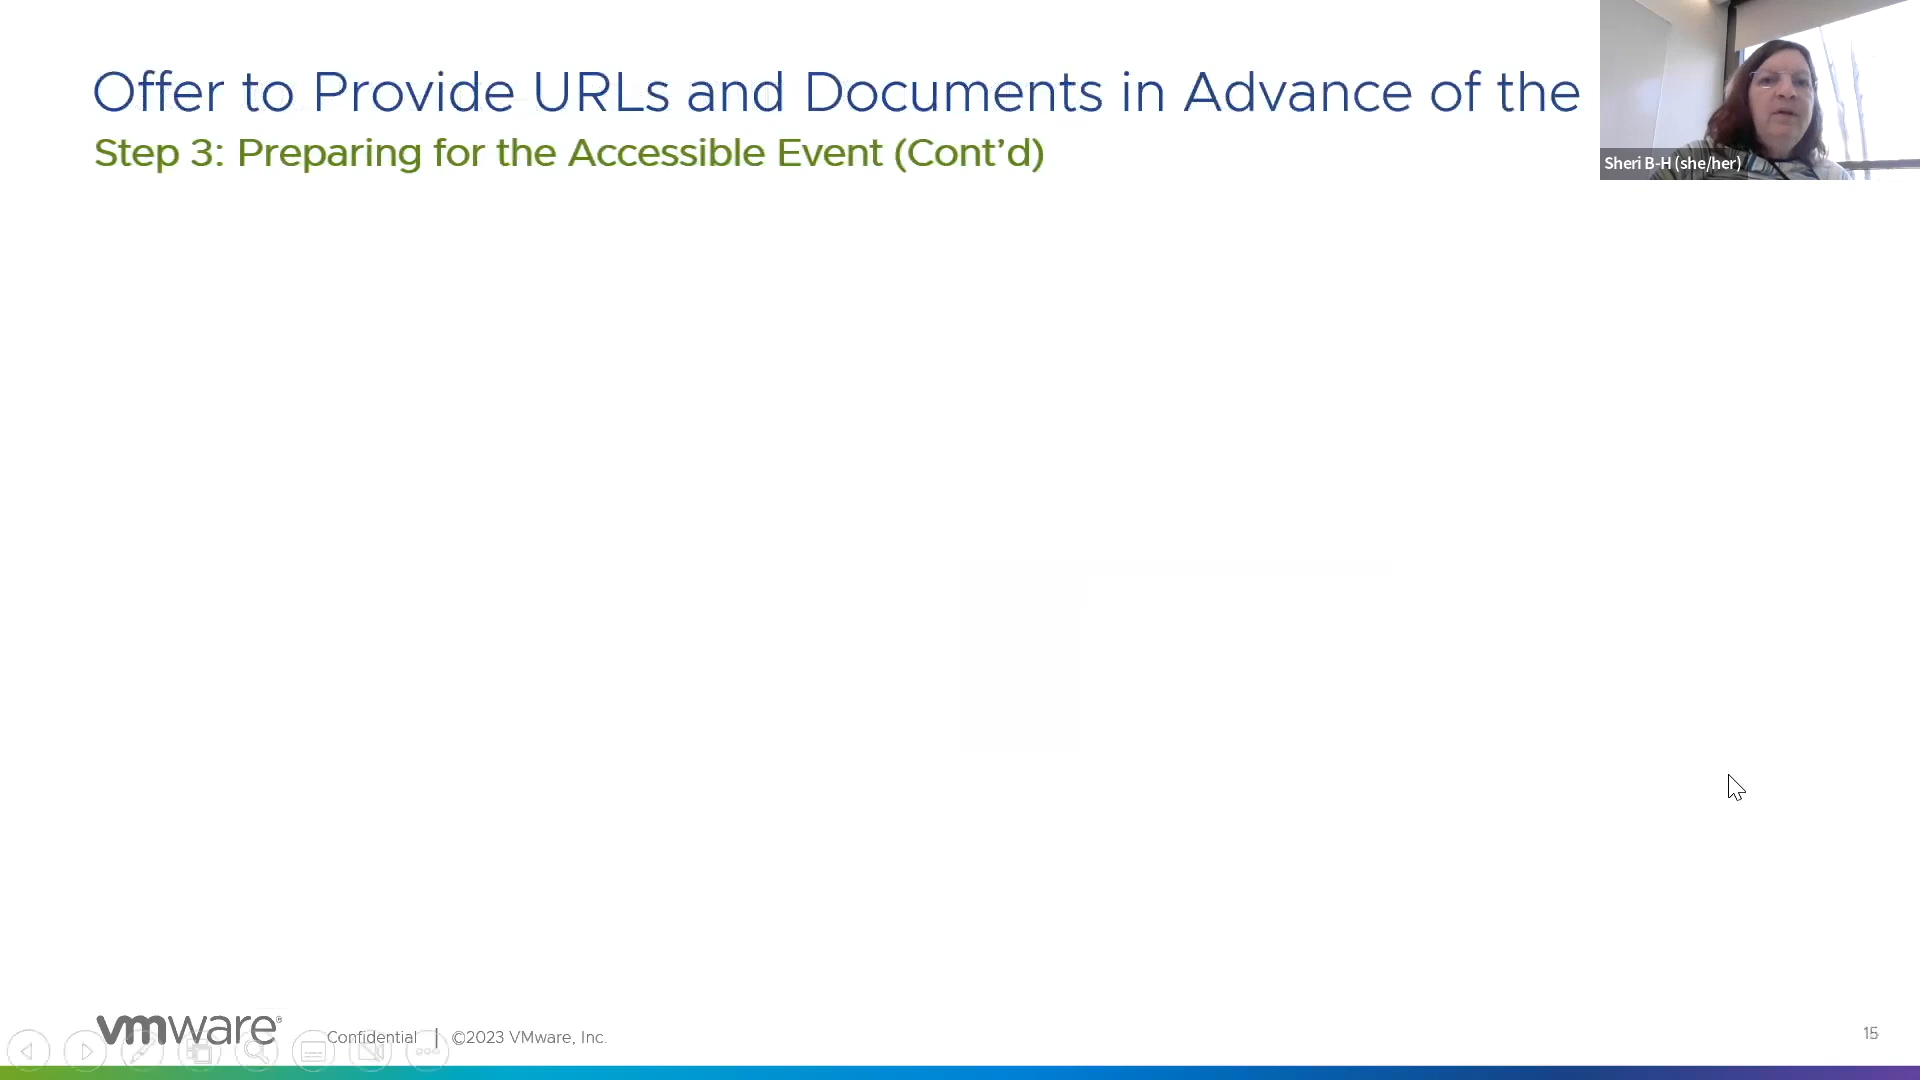 Offer to Provide URLs and Documents in Advance of the
Step 3: Preparing for the Accessible Event (Cont’d)
Sheri B-H (she/her)
vmware®
Confidential | ©2023 VMware, Inc.
15